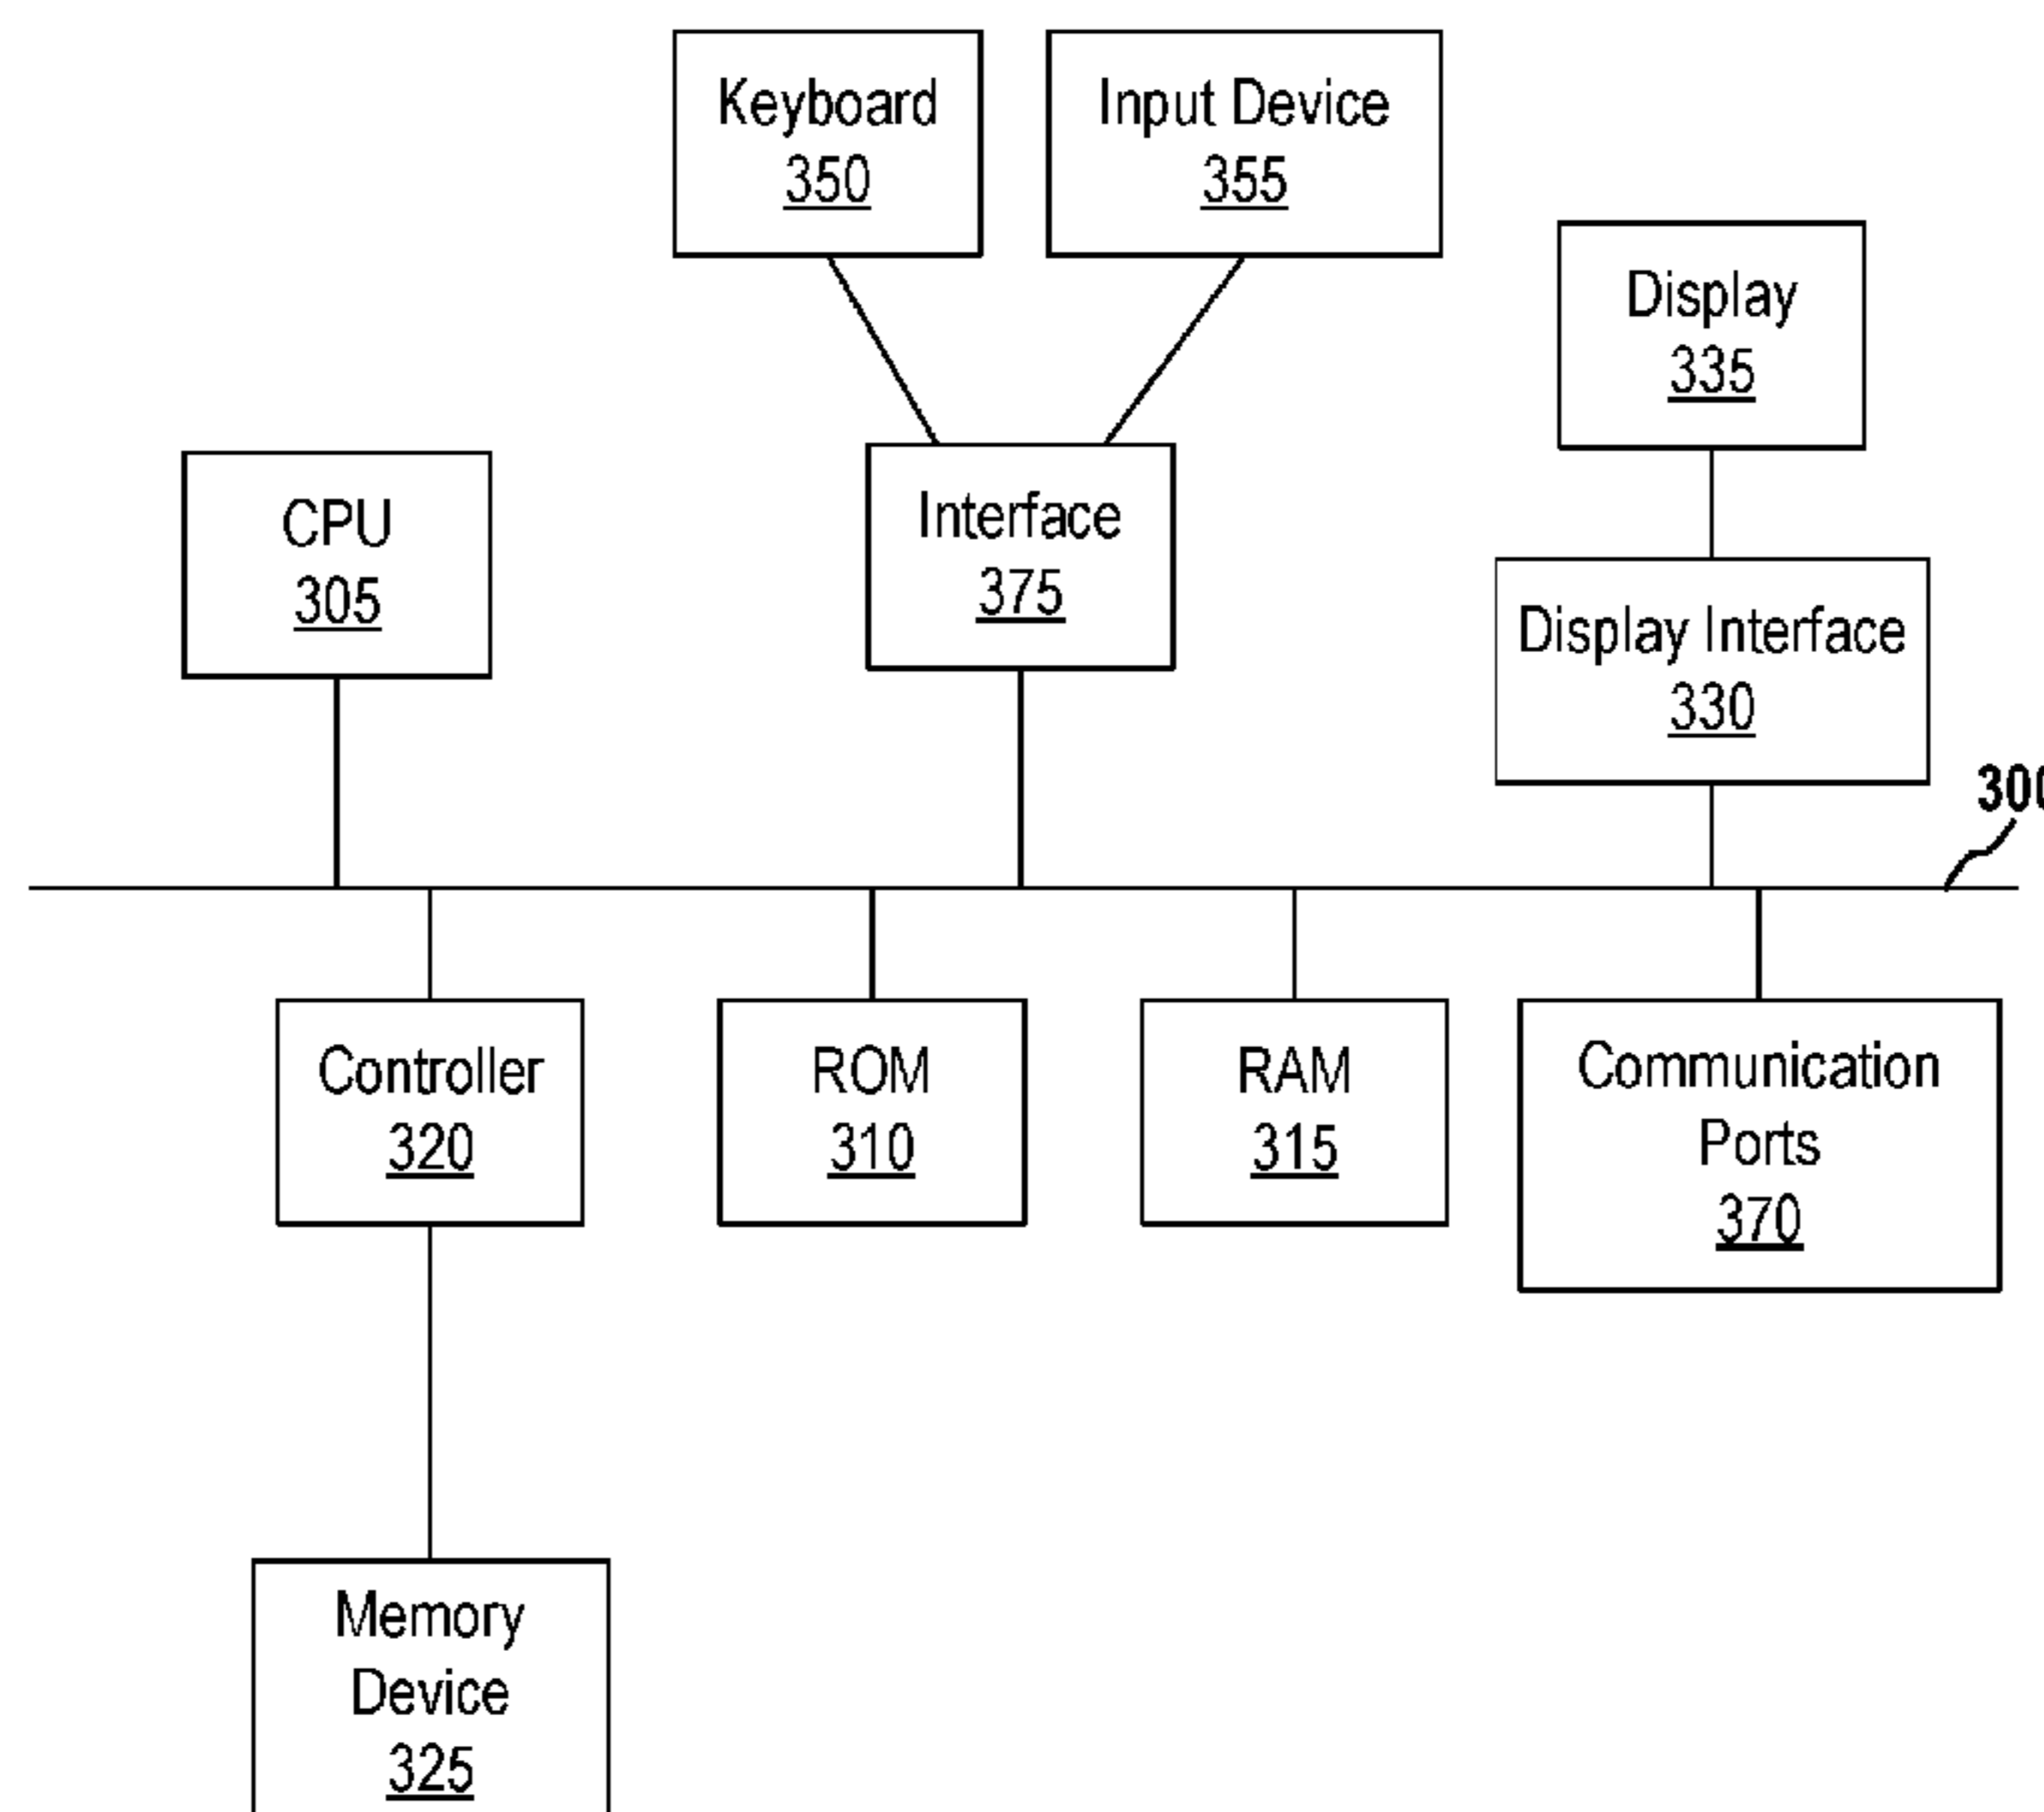 Keyboard
350
Input Device
355
Display
335
CPU
305
Interface
375
Display Interface
330
300
Controller
320
ROM
310
RAM
315
Communication
Ports
370
Memory
Device
325